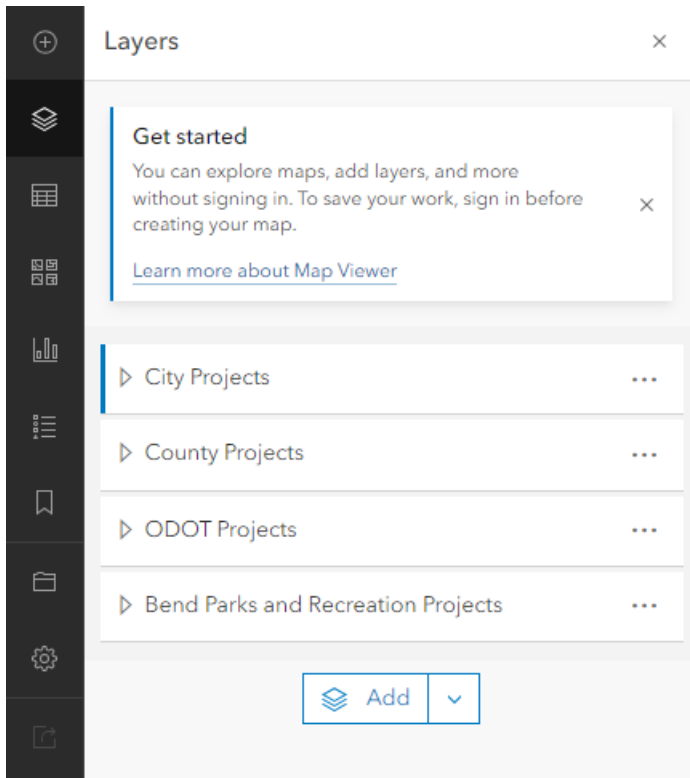 Layers
Get started
You can explore maps, add layers, and more
without signing in. To save your work, sign in before
creating your map.
Learn more about Map Viewer
City Projects
County Projects
ODOT Projects
Bend Parks and Recreation Projects
Add